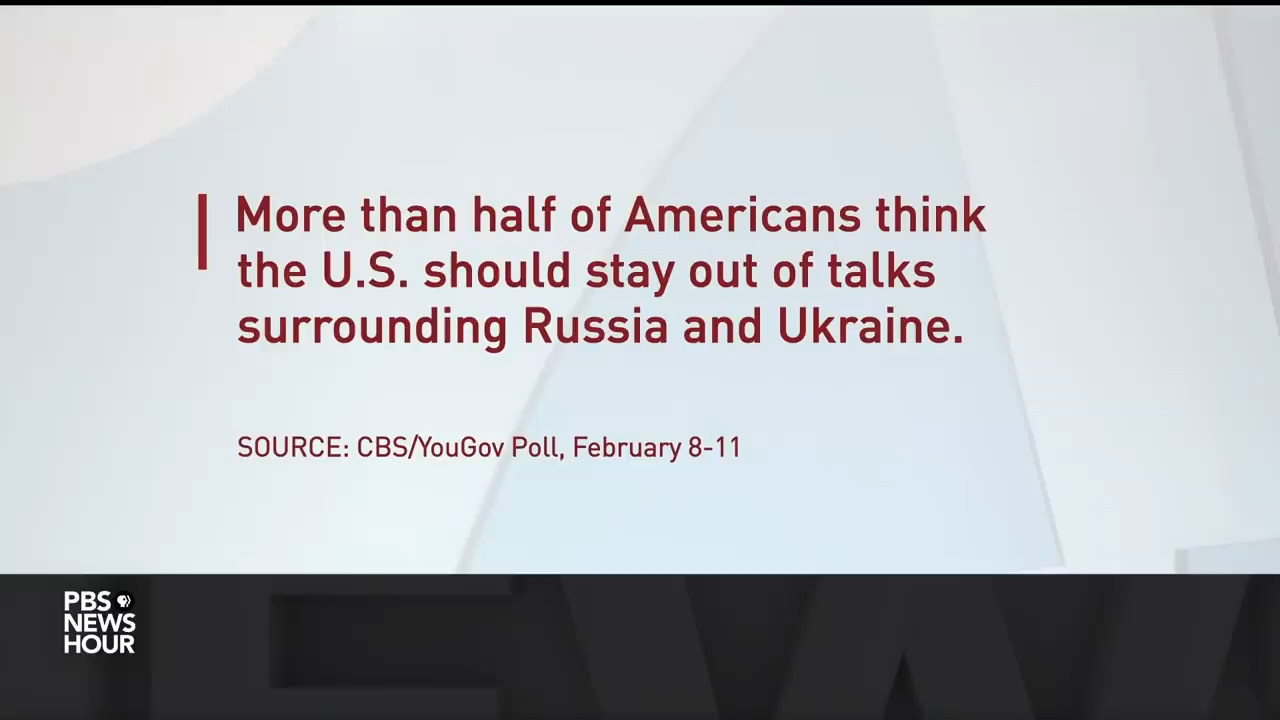 More than half of Americans think
the U.S. should stay out of talks
surrounding Russia and Ukraine.
SOURCE: CBS/YouGov Poll, February 8-11
PBS
NEWS
HOUR